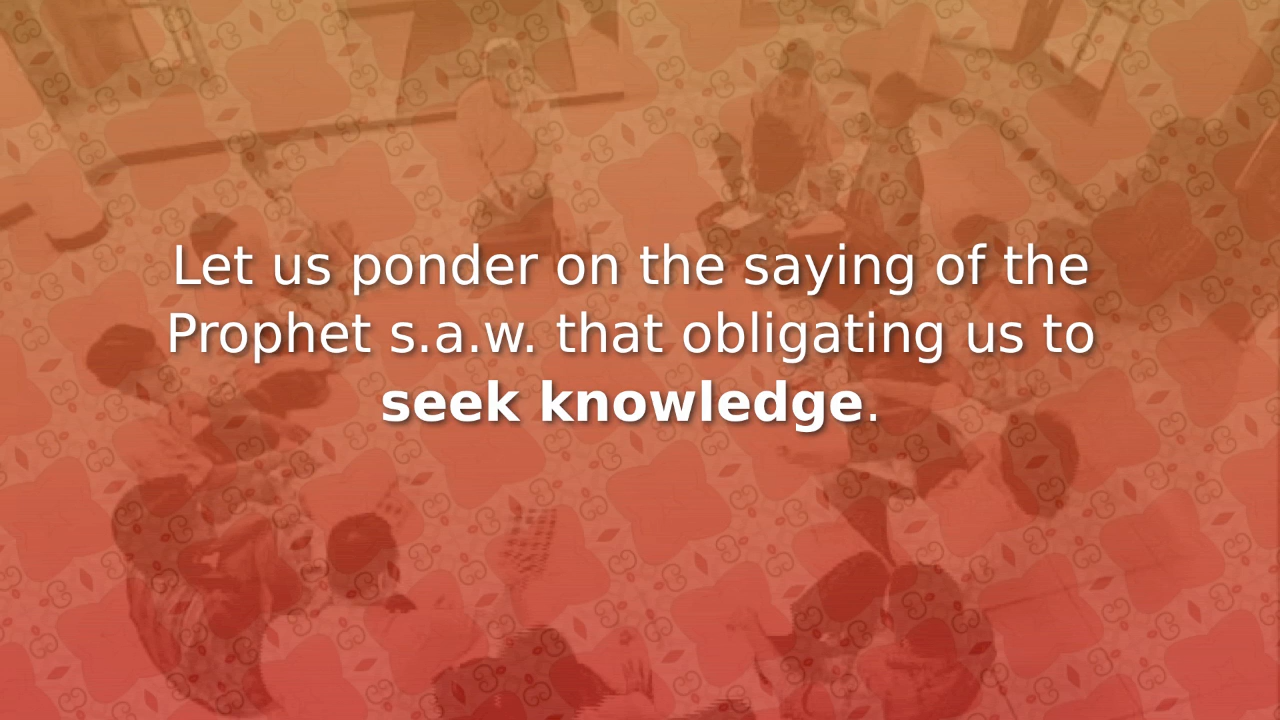 Let us ponder on the saying of the
Prophet s.a.w. that obligating us to
seek knowledge.